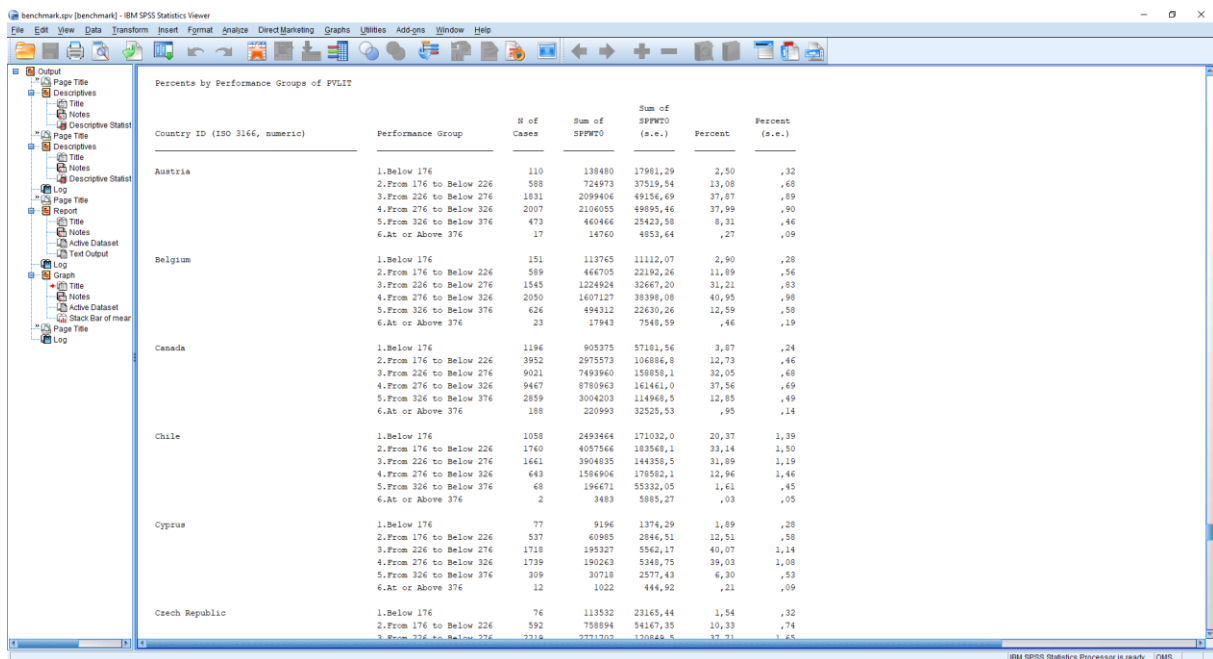 benchmark.spv [benchmark] - IBM SPSS Statistics Viewer
File Edit View Data Transform Insert Format Analyze Direct Marketing Graphs Utilities Add-ons Window Help
Output
Page Title
Descriptives
Title
Notes
Descriptive Statist
Page Title
Descriptives
Title
Notes
Descriptive Statist
Log
Page Title
Report
Title
Notes
Active Dataset
Text Output
Log
Graph
Title
Notes
Active Dataset
Stack Bar of mear
Page Title
Log
Percents by Performance Groups of PVLIT
Sum of
N of Sum of SPFWT0 Percent
Country ID (ISO 3166, numeric) Performance Group Cases SPFWT0 (s.e.) Percent (s.e.)
Austria 1.Below 176 110 138480 17981,29 2,50 ,32
2.From 176 to Below 226 588 724973 37519,54 13,08 ,68
3.From 226 to Below 276 1831 2099406 49156,69 37,87 ,89
4.From 276 to Below 326 2007 2106055 49895,46 37,99 ,90
5.From 326 to Below 376 473 460466 25423,58 8,31 ,46
6.At or Above 376 17 14760 4853,64 ,27 ,09
Belgium 1.Below 176 151 113765 11112,07 2,90 ,28
2.From 176 to Below 226 589 466705 22192,26 11,89 ,56
3.From 226 to Below 276 1545 1224924 32667,20 31,21 ,83
4.From 276 to Below 326 2050 1607127 38398,08 40,95 ,98
5.From 326 to Below 376 626 494312 22630,26 12,59 ,58
6.At or Above 376 23 17943 7548,59 ,46 ,19
Canada 1.Below 176 1196 905375 57181,56 3,87 ,24
2.From 176 to Below 226 3952 2975573 106886,8 12,73 ,46
3.From 226 to Below 276 9021 7493960 158858,1 32,05 ,68
4.From 276 to Below 326 9467 8780963 161461,0 37,56 ,69
5.From 326 to Below 376 2859 3004203 114968,5 12,85 ,49
6.At or Above 376 188 220993 32525,53 ,95 ,14
Chile 1.Below 176 1058 2493464 171032,0 20,37 1,39
2.From 176 to Below 226 1760 4057566 183568,1 33,14 1,50
3.From 226 to Below 276 1661 3904835 144358,5 31,89 1,19
4.From 276 to Below 326 643 1586906 178582,1 12,96 1,46
5.From 326 to Below 376 68 196671 55332,05 1,61 ,45
6.At or Above 376 2 3483 5885,27 ,03 ,05
Cyprus 1.Below 176 77 9196 1374,29 1,89 ,28
2.From 176 to Below 226 537 60985 2846,51 12,51 ,58
3.From 226 to Below 276 1718 195327 5562,17 40,07 1,14
4.From 276 to Below 326 1739 190263 5348,75 39,03 1,08
5.From 326 to Below 376 309 30718 2577,43 6,30 ,53
6.At or Above 376 12 1022 444,92 ,21 ,09
Czech Republic 1.Below 176 76 113532 23165,44 1,54 ,32
2.From 176 to Below 226 592 758894 54167,35 10,33 ,74
3.From 226 to Below 276 2219 2771702 120849,5 37,71 1,65
IBM SPSS Statistics Processor is ready OMS